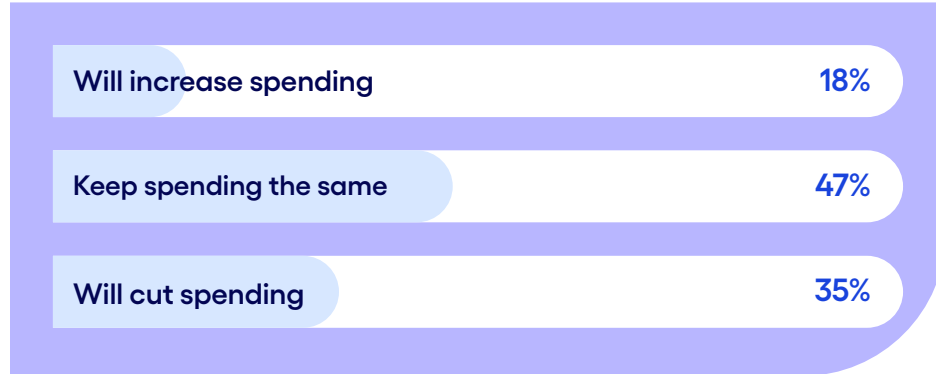 Will increase spending 18%
Keep spending the same 47%
Will cut spending 35%